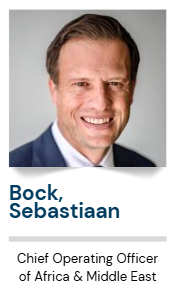 Bock,
Sebastiaan
Chief Operating Officer
of Africa & Middle East